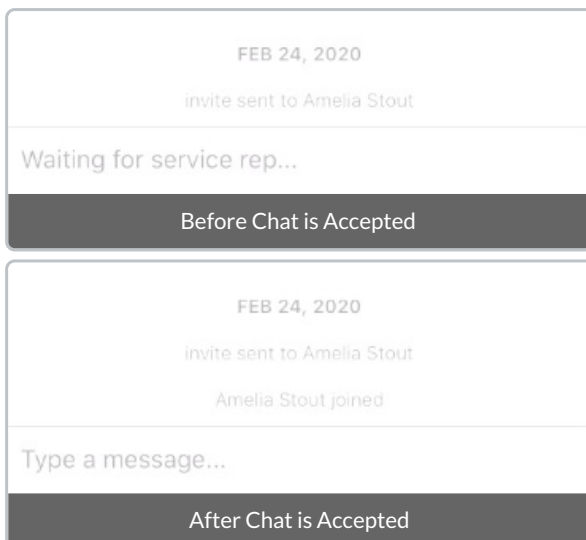 FEB 24, 2020
invite sent to Amelia Stout
Waiting for service rep...
Before Chat is Accepted
FEB 24, 2020
invite sent to Amelia Stout
Amelia Stout joined
Type a message...
After Chat is Accepted